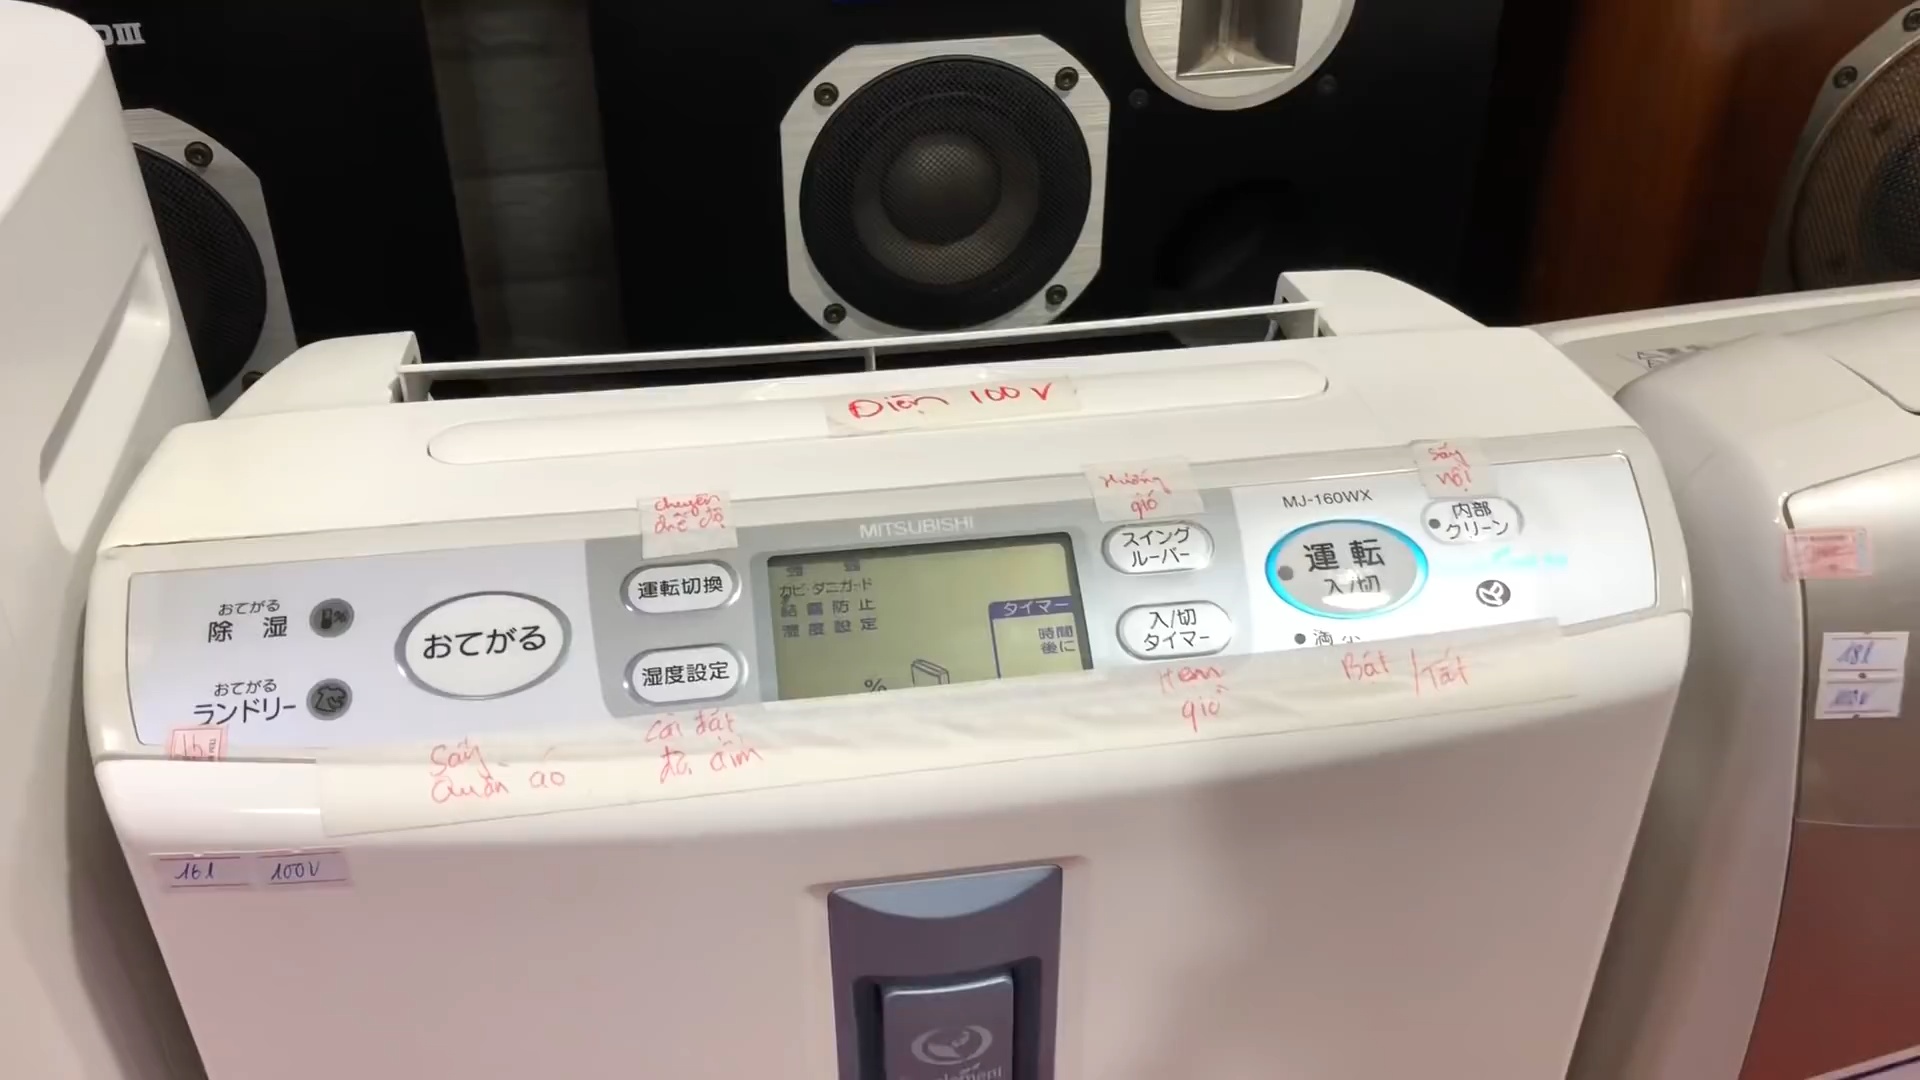 DIII
Điện 100V
chuyển
chế độ
Hướng
gió
Sấy
nội
MITSUBISHI
MJ-160WX
おてがる
除 湿
おてがる
ランドリー
おてがる
運転切換
湿度設定
カビ・ダニガード
結露防止
湿度設定
%
タイマー
時間
後に
スイング
ルーバー
入/切
タイマー
運転
入/切
内部
クリーン
Sấy
Quần áo
Cài đặt
độ ẩm
Hẹn
giờ
Bật / Tắt
16l
100V
18l